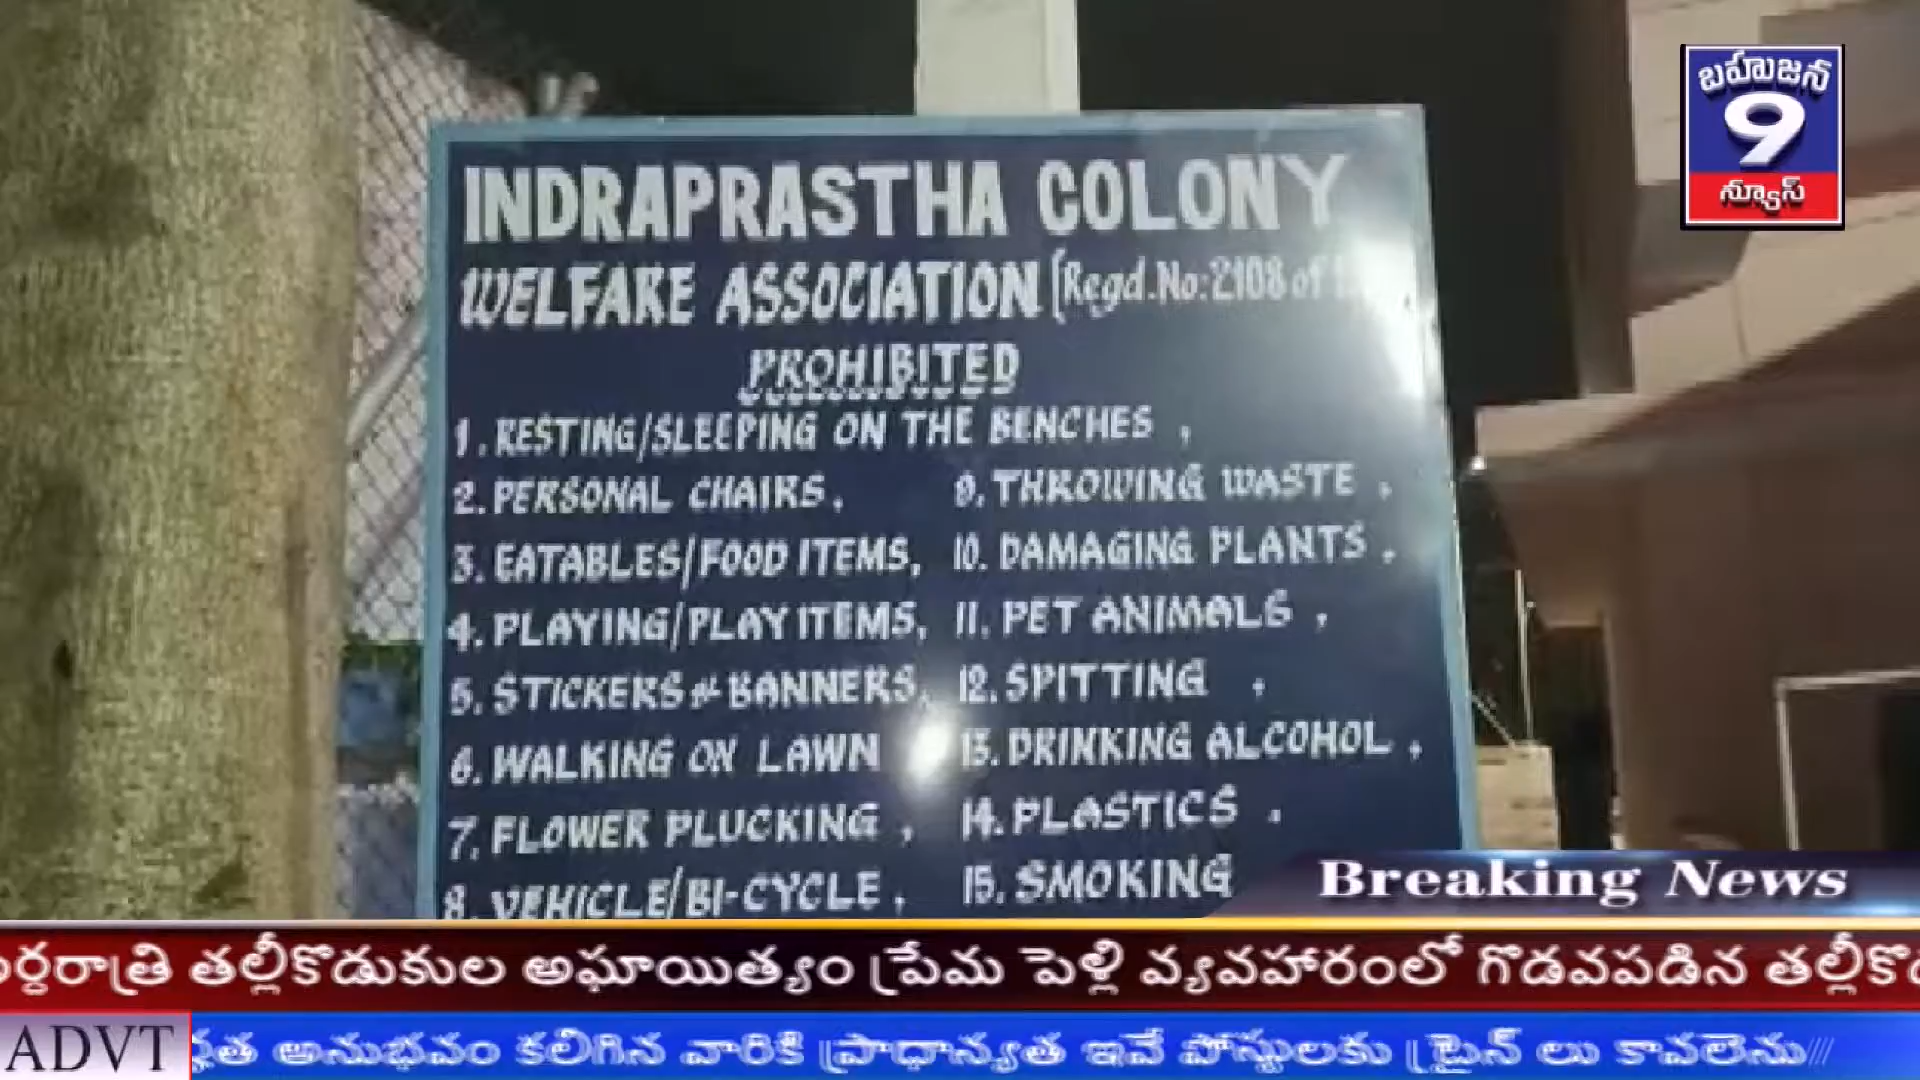 బహుజన
9
న్యూస్
INDRAPRASTHA COLONY
WELFARE ASSOCIATION (Regd.No:2108 of
PROHIBITED
1. RESTING/SLEEPING ON THE BENCHES ,
2. PERSONAL CHAIRS .
3. EATABLES/FOOD ITEMS,
4. PLAYING/PLAY ITEMS,
5. STICKERS & BANNERS,
6. WALKING ON LAWN
7. FLOWER PLUCKING ,
8. VEHICLE/BI-CYCLE ,
9. THROWING WASTE ,
10. DAMAGING PLANTS .
11. PET ANIMALS ,
12. SPITTING .
13. DRINKING ALCOHOL ,
14. PLASTICS .
15. SMOKING
Breaking News
తల్లీకొడుకుల అఘాయిత్యం ప్రేమ పెళ్లి వ్యవహారంలో గొడవపడిన
ADVT
అనుభవం కలిగిన వారికి ప్రాధాన్యత ఇవే పోస్టులకు ట్రైన్ లు కావలెను///